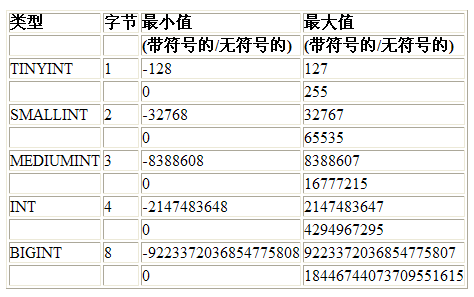 类型 字节 最小值 最大值
(带符号的/无符号的) (带符号的/无符号的)
TINYINT 1 -128 127
0 255
SMALLINT 2 -32768 32767
0 65535
MEDIUMINT 3 -8388608 8388607
0 16777215
INT 4 -2147483648 2147483647
0 4294967295
BIGINT 8 -9223372036854775808 9223372036854775807
0 18446744073709551615